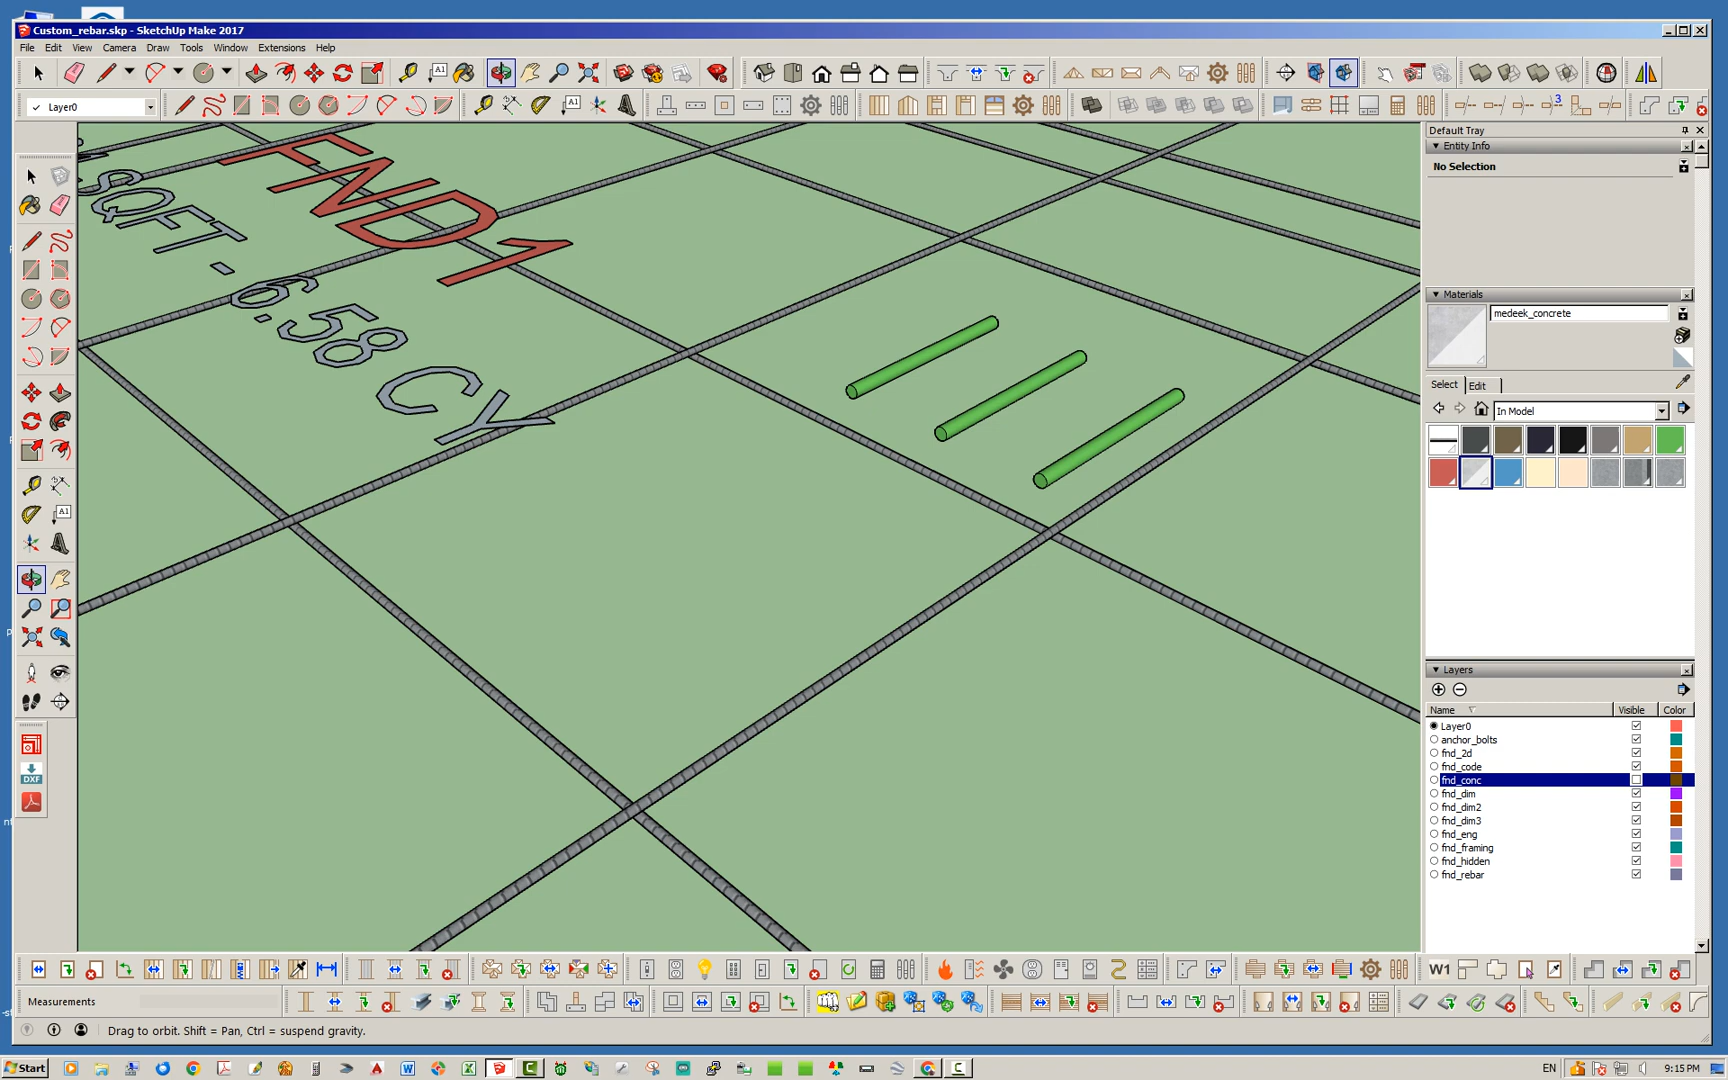 Custom_rebar.skp - SketchUp Make 2017
File Edit View Camera Draw Tools Window Extensions Help
Layer0
Default Tray
Entity Info
No Selection
FND1
SQFT - 6.58 CY
Materials
medeek_concrete
Select Edit
In Model
Layers
Name Visible Color
Layer0
anchor_bolts
fnd_2d
fnd_code
fnd_conc
fnd_dim
fnd_dim2
fnd_dim3
fnd_eng
fnd_framing
fnd_hidden
fnd_rebar
DXF
W1
Measurements
Drag to orbit. Shift = Pan, Ctrl = suspend gravity.
Start
EN
9:15 PM